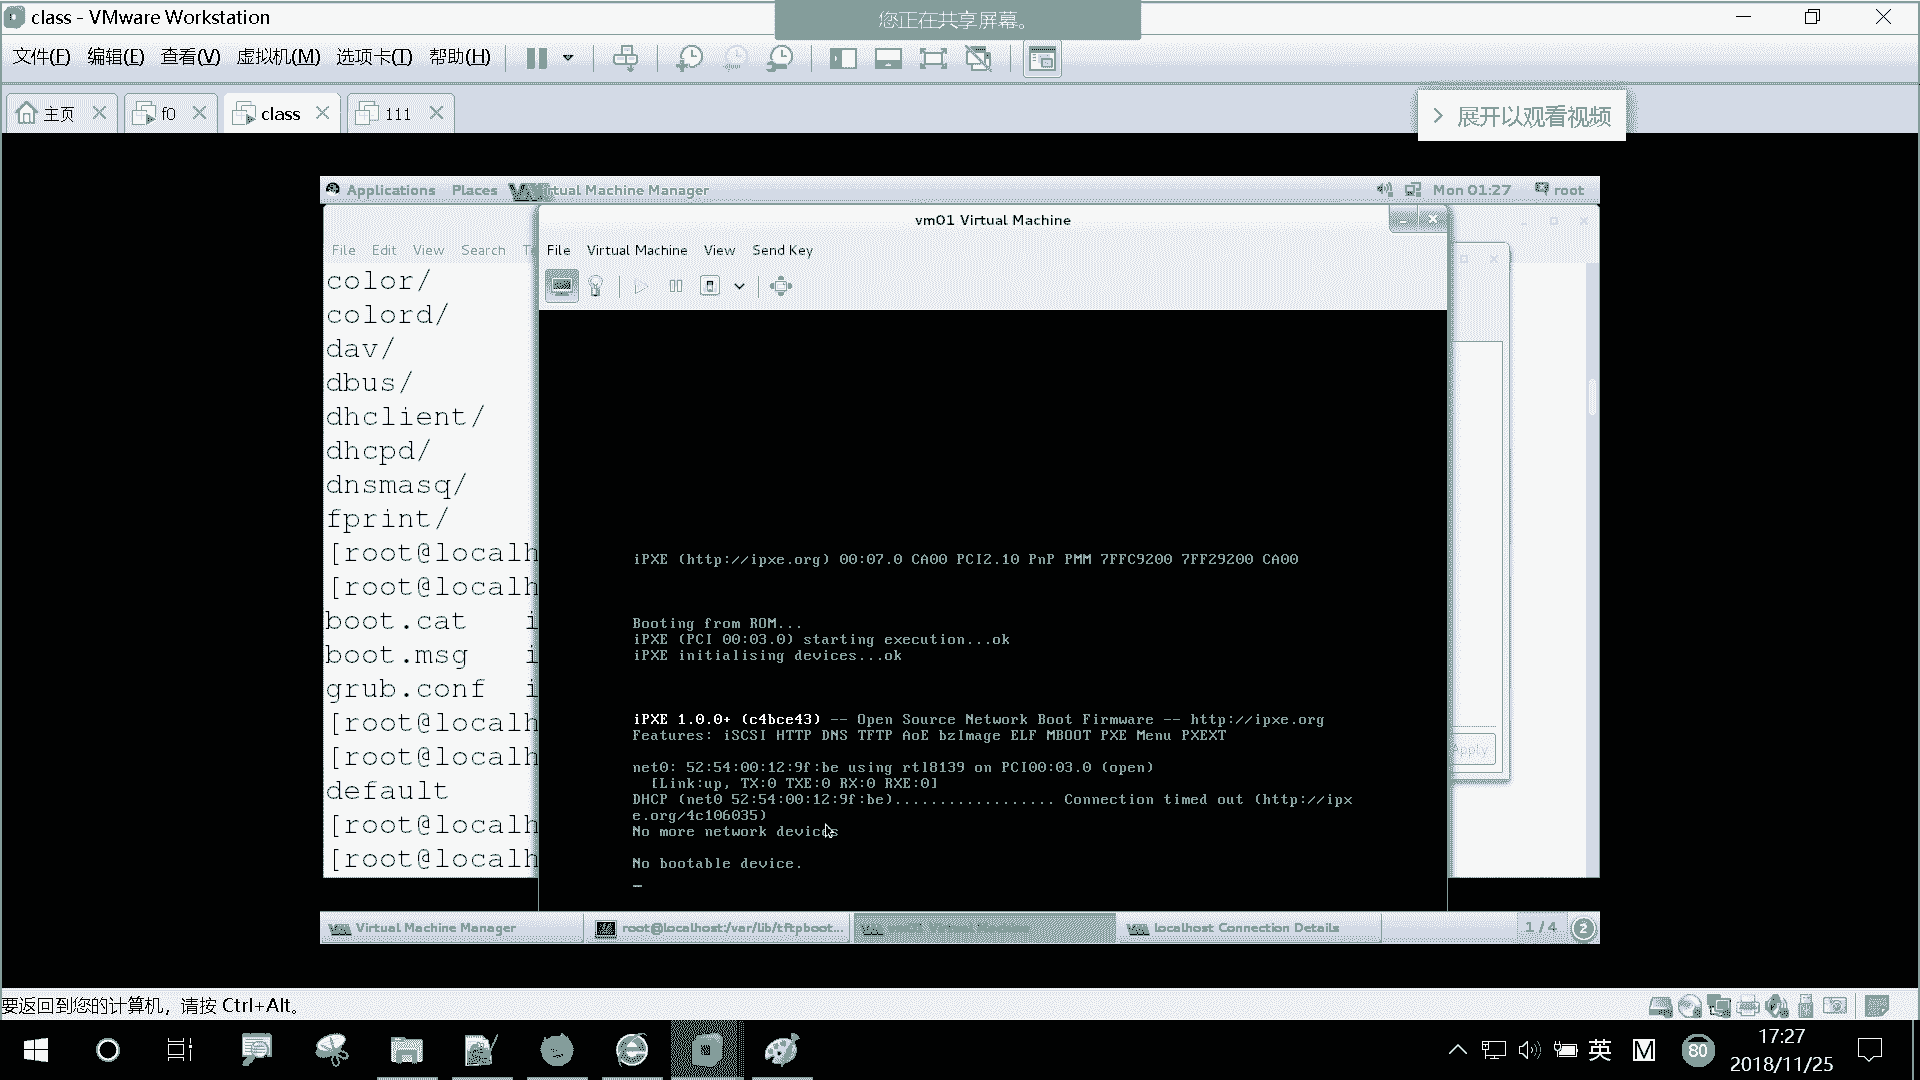 class - VMware Workstation
您正在共享屏幕。
文件(F) 编辑(E) 查看(V) 虚拟机(M) 选项卡(T) 帮助(H)
主页 f0 class 111
展开以观看视频
Applications Places Virtual Machine Manager Mon 01:27 root
vm01 Virtual Machine
File Edit View Search
File Virtual Machine View Send Key
color/
colord/
dav/
dbus/
dhclient/
dhcpd/
dnsmasq/
fprint/
[root@localh
[root@localh
boot.cat i
boot.msg i
grub.conf i
[root@localh
[root@localh
default
[root@localh
[root@localh
iPXE (http://ipxe.org) 00:07.0 CA00 PCI2.10 PnP PMM 7FFC9200 7FF29200 CA00
Booting from ROM...
iPXE (PCI 00:03.0) starting execution...ok
iPXE initialising devices...ok
iPXE 1.0.0+ (c4bce43) -- Open Source Network Boot Firmware -- http://ipxe.org
Features: iSCSI HTTP DNS TFTP AoE bzImage ELF MBOOT PXE Menu PXEXT
net0: 52:54:00:12:9f:be using rtl8139 on PCI00:03.0 (open)
[Link:up, TX:0 TXE:0 RX:0 RXE:0]
DHCP (net0 52:54:00:12:9f:be).................. Connection timed out (http://ipx
e.org/4c106035)
No more network devices
No bootable device.
Apply
Virtual Machine Manager
root@localhost:/var/lib/tftpboot...
localhost Connection Details
1 / 4
2
要返回到您的计算机，请按 Ctrl+Alt。
英
M
80
17:27
2018/11/25